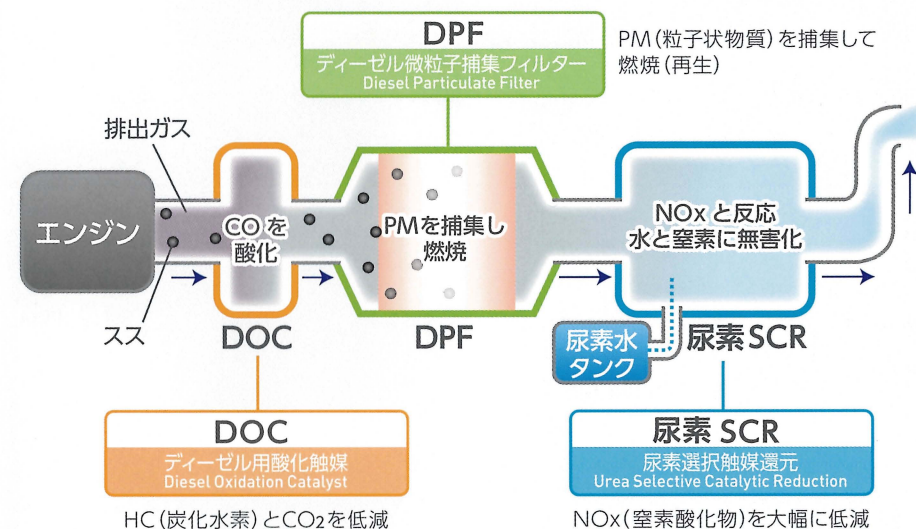 DPF
ディーゼル微粒子捕集フィルター
Diesel Particulate Filter
PM(粒子状物質)を捕集して
燃焼(再生)
排出ガス
エンジン
スス
COを
酸化
PMを捕集し
燃焼
NOxと反応
水と窒素に無害化
DOC
DPF
尿素水
タンク
尿素SCR
DOC
ディーゼル用酸化触媒
Diesel Oxidation Catalyst
HC(炭化水素)とCO2を低減
尿素SCR
尿素選択触媒還元
Urea Selective Catalytic Reduction
NOx(窒素酸化物)を大幅に低減